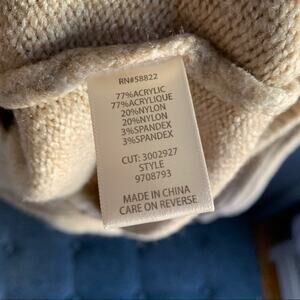 RN#58822
77%ACRYLIC
77%ACRYLIQUE
20%NYLON
20%NYLON
3%SPANDEX
3%SPANDEX
CUT: 3002927
STYLE
9708793
MADE IN CHINA
CARE ON REVERSE